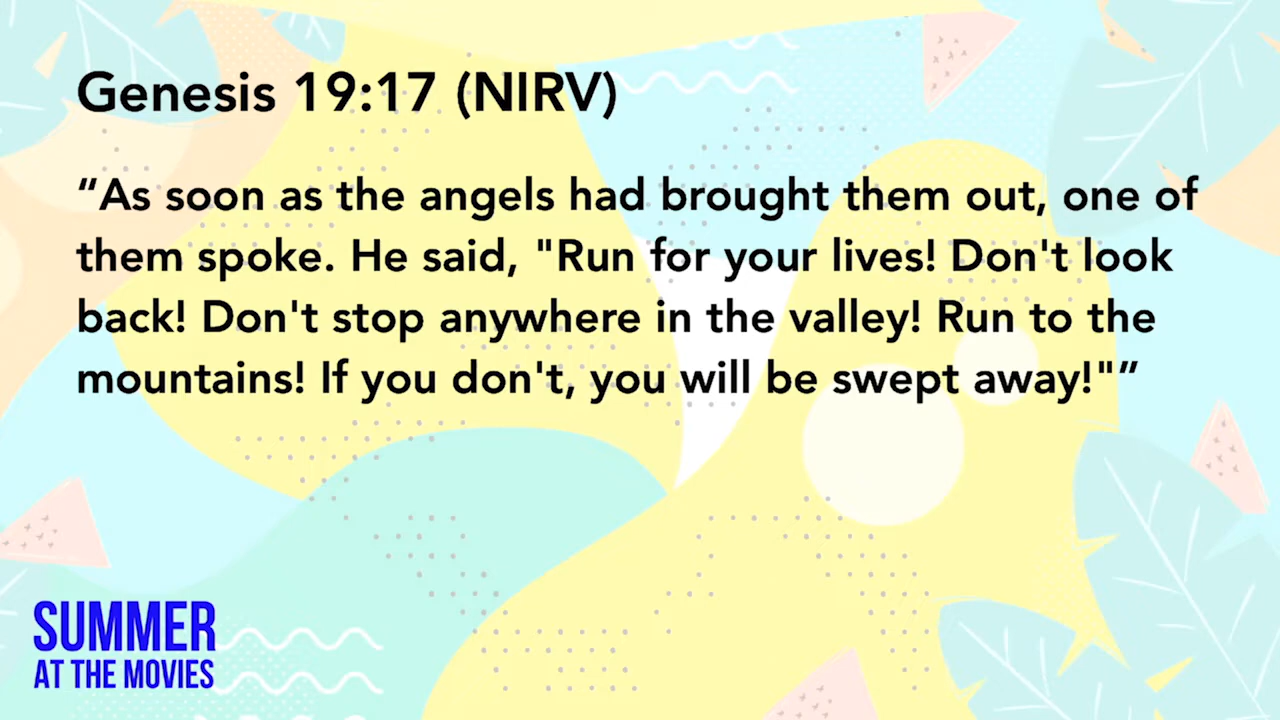 Genesis 19:17 (NIRV)
“As soon as the angels had brought them out, one of
them spoke. He said, "Run for your lives! Don't look
back! Don't stop anywhere in the valley! Run to the
mountains! If you don't, you will be swept away!"”
SUMMER
AT THE MOVIES